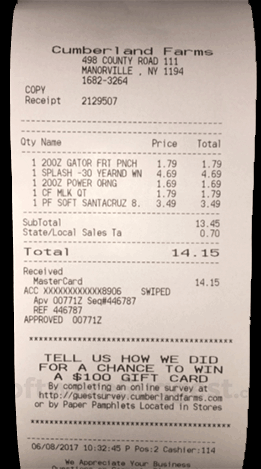 Cumberland Farms
498 COUNTY ROAD 111
MANORVILLE , NY 1194
1682-3264
COPY
Receipt 2129507
Qty Name Price Total
1 20OZ GATOR FRI PNCH 1.79 1.79
1 SPLASH -30 YEARND WN 4.69 4.69
1 20OZ POWER ORNG 1.69 1.69
1 CF MLK QT 1.79 1.79
1 PF SOFT SANTACRUZ 8. 3.49 3.49
SubTotal 13.45
State/Local Sales Ta 0.70
Total 14.15
Received
MasterCard 14.15
ACC XXXXXXXXXXXX8906 SWIPED
Apv 00771Z Seq#446787
REF 446787
APPROVED 00771Z
****************************************
TELL US HOW WE DID
FOR A CHANCE TO WIN
A $100 GIFT CARD
By completing an online survey at
http://guestsurvey.cumberlandfarms.com
or by Paper Pamphlets Located in Stores
****************************************
06/08/2017 10:32:45 P Pos:2 Cashier:114
We Appreciate Your Business